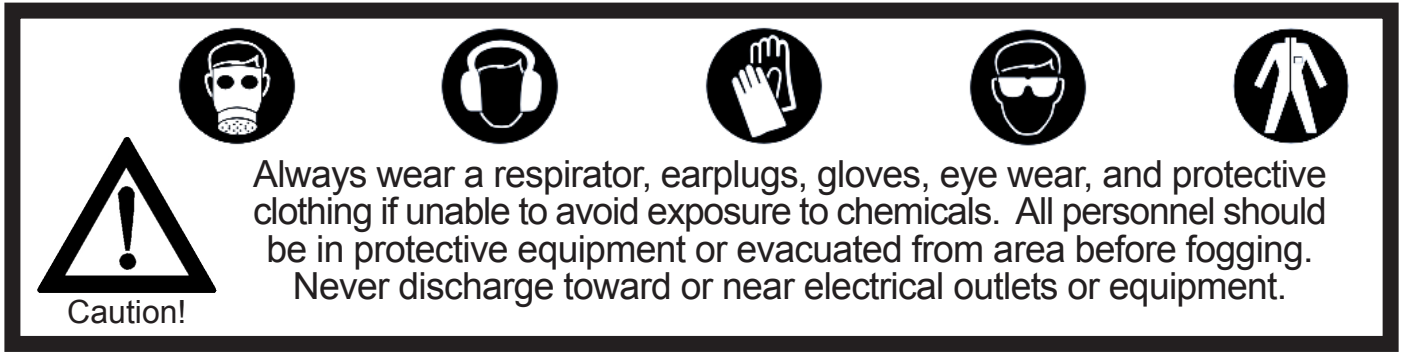 Always wear a respirator, earplugs, gloves, eye wear, and protective
clothing if unable to avoid exposure to chemicals.  All personnel should
be in protective equipment or evacuated from area before fogging.
Never discharge toward or near electrical outlets or equipment.
Caution!